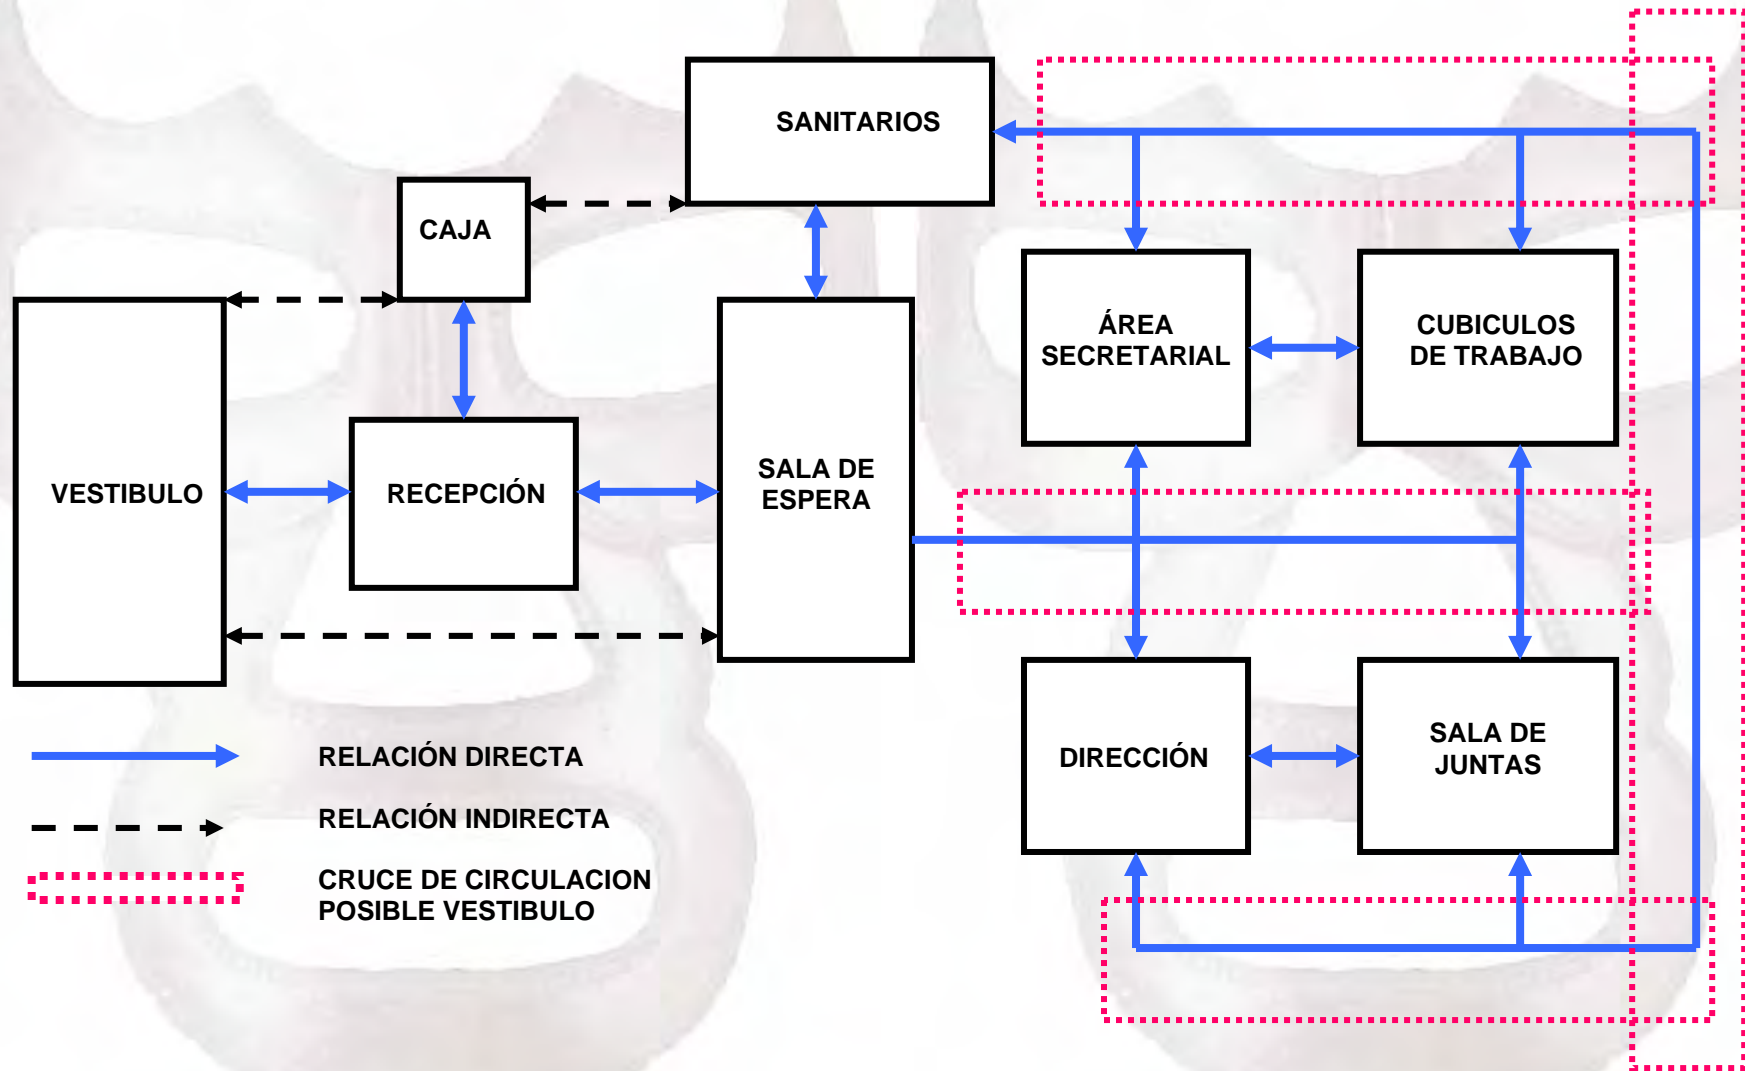 SANITARIOS
CAJA
ÁREA
SECRETARIAL
CUBICULOS
DE TRABAJO
VESTIBULO
RECEPCIÓN
SALA DE
ESPERA
DIRECCIÓN
SALA DE
JUNTAS
RELACIÓN DIRECTA
RELACIÓN INDIRECTA
CRUCE DE CIRCULACION
POSIBLE VESTIBULO